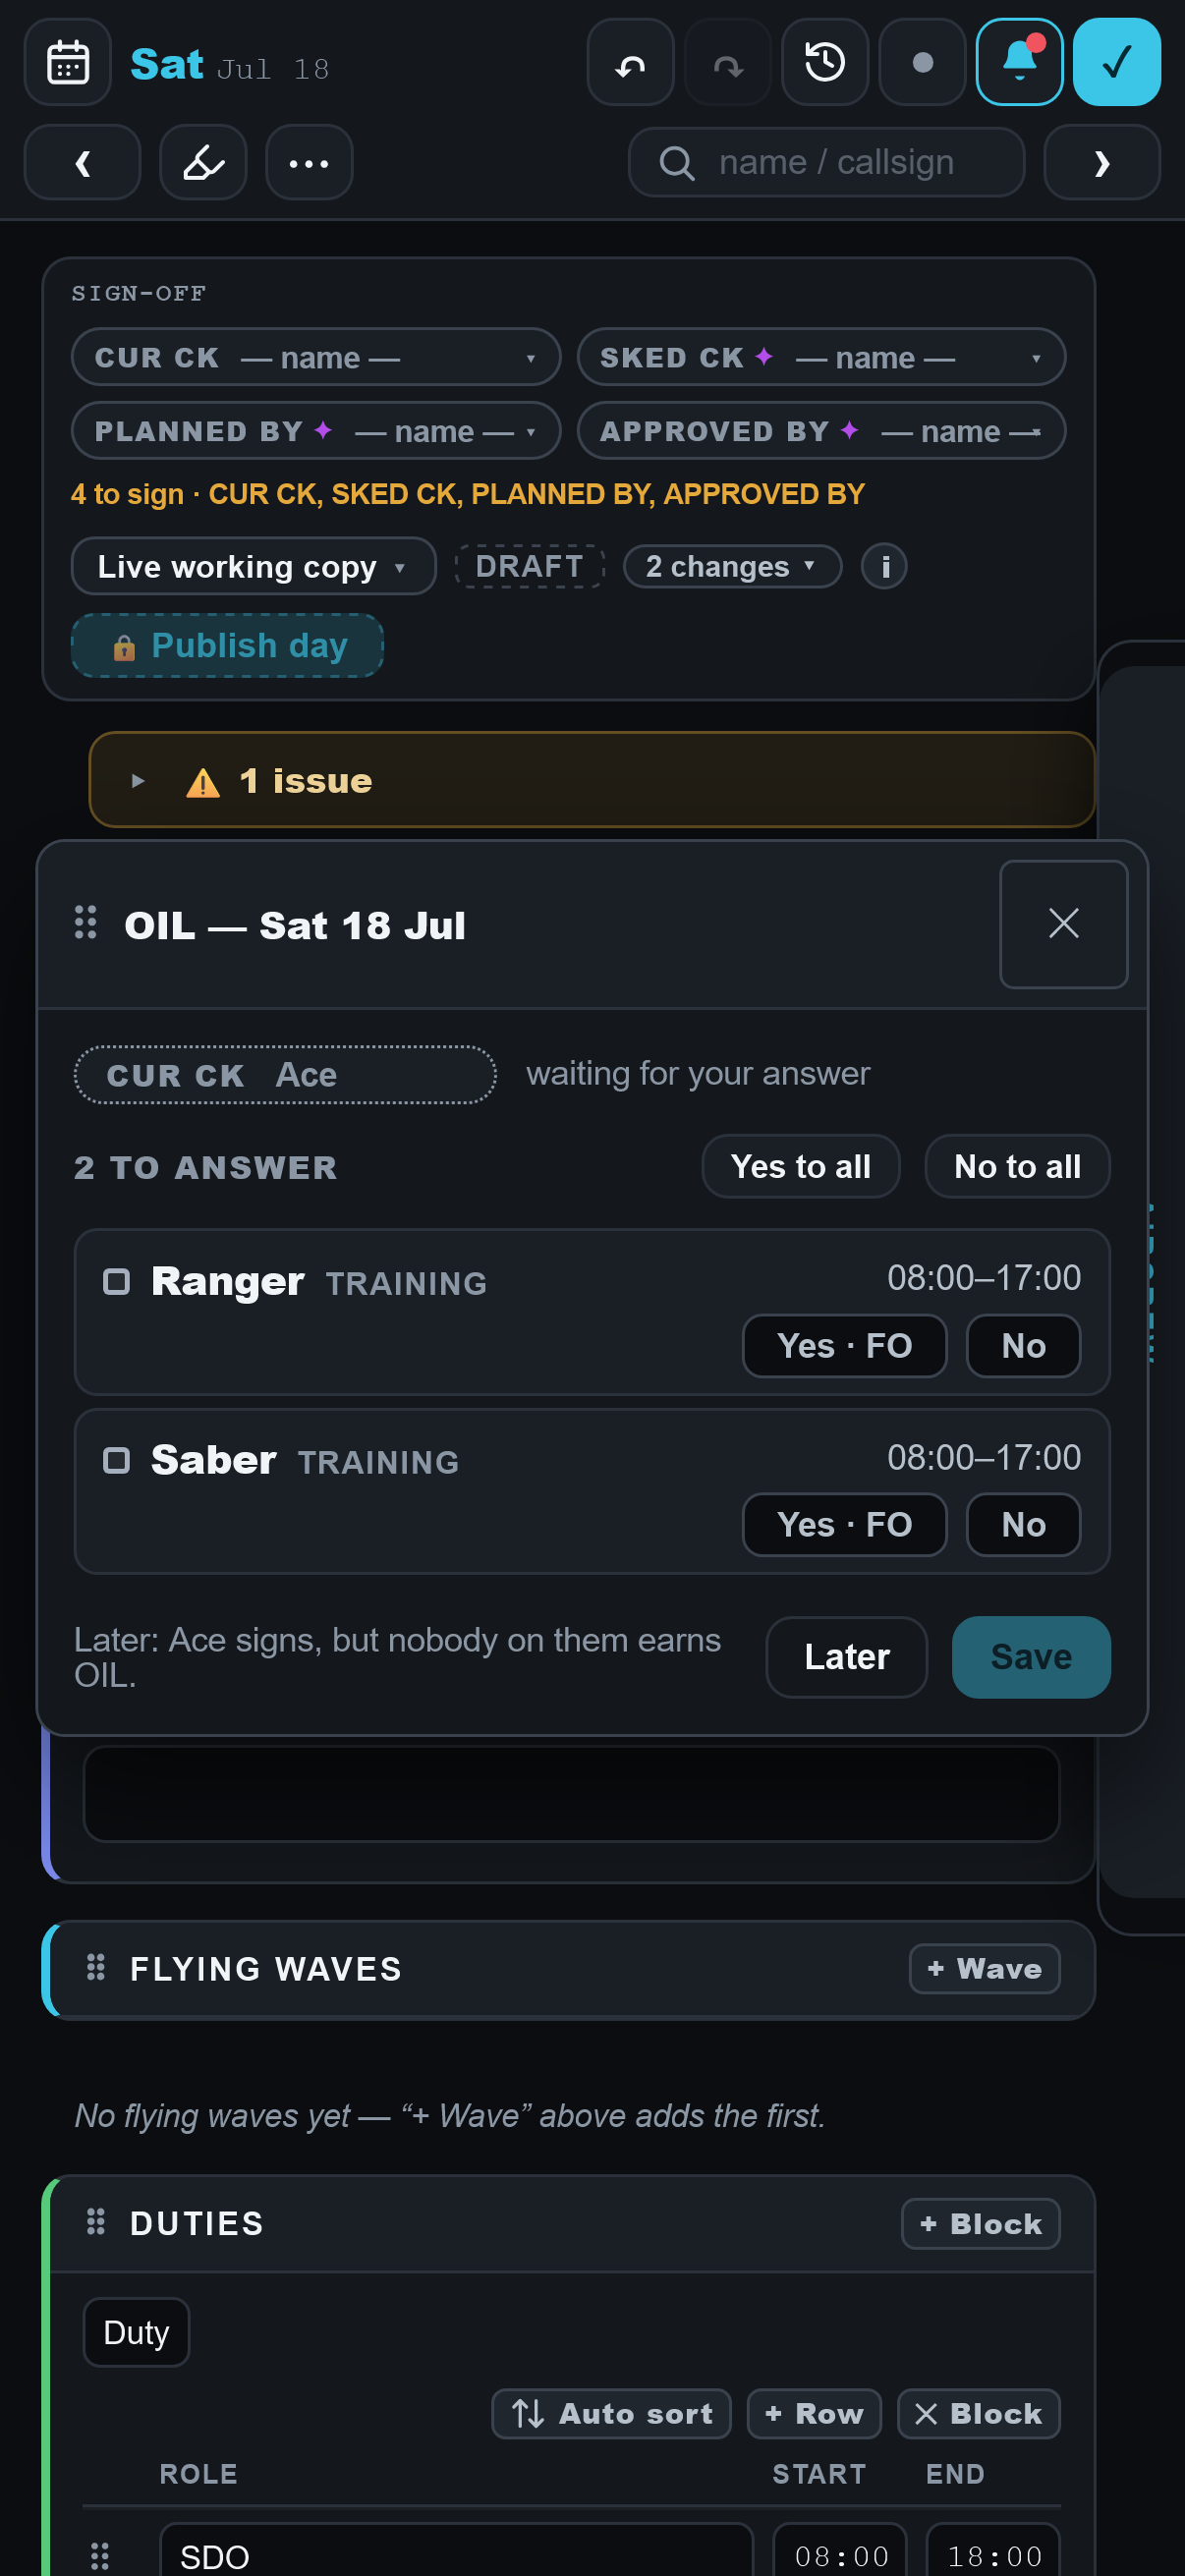 Sat Jul 18
name / callsign
SIGN-OFF
CUR CK — name —
SKED CK — name —
PLANNED BY — name —
APPROVED BY — name —
4 to sign · CUR CK, SKED CK, PLANNED BY, APPROVED BY
Live working copy DRAFT 2 changes i
Publish day
1 issue
OIL — Sat 18 Jul
CUR CK Ace waiting for your answer
2 TO ANSWER Yes to all No to all
Ranger TRAINING 08:00–17:00
Yes · FO No
Saber TRAINING 08:00–17:00
Yes · FO No
Later: Ace signs, but nobody on them earns
OIL.
Later Save
FLYING WAVES + Wave
No flying waves yet — “+ Wave” above adds the first.
DUTIES + Block
Duty
Auto sort + Row × Block
ROLE START END
SDO 08:00 18:00